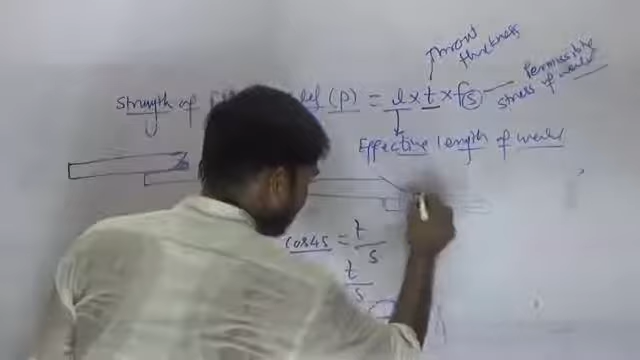 Throat
thickness
Strength of (P) = l × t × fs
Permissible
stress of weld
Effective length of weld
cos45 = t/s
t/s